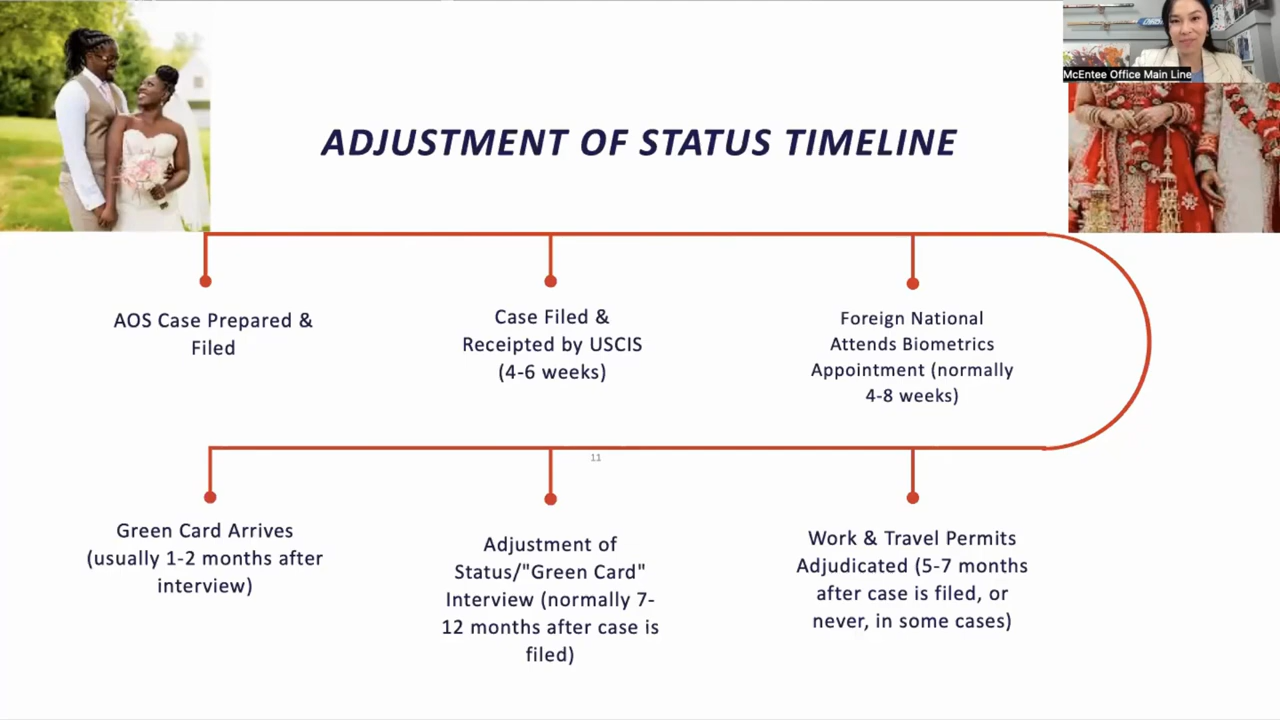 McEntee Office Main Line
ADJUSTMENT OF STATUS TIMELINE
AOS Case Prepared &
Filed
Case Filed &
Receipted by USCIS
(4-6 weeks)
Foreign National
Attends Biometrics
Appointment (normally
4-8 weeks)
11
Green Card Arrives
(usually 1-2 months after
interview)
Adjustment of
Status/"Green Card"
Interview (normally 7-
12 months after case is
filed)
Work & Travel Permits
Adjudicated (5-7 months
after case is filed, or
never, in some cases)